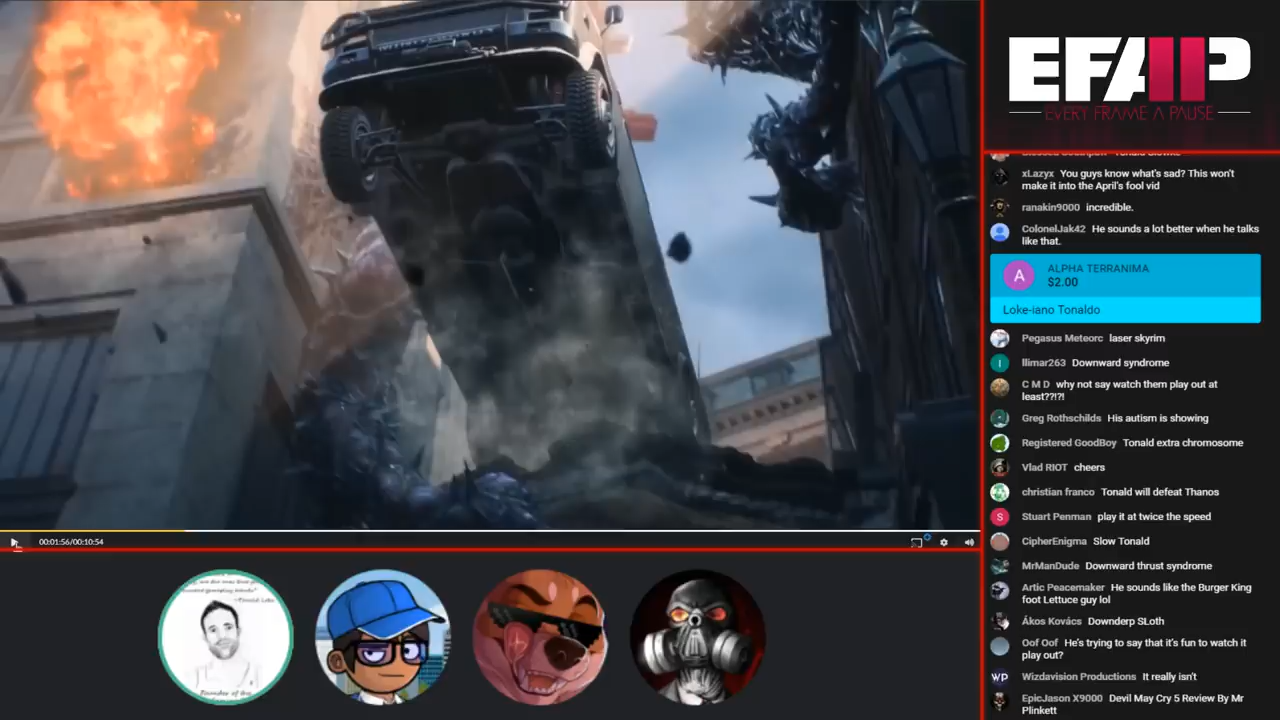 EFAP
EVERY FRAME A PAUSE
xLazyx You guys know what's sad? This won't
make it into the April's fool vid
ranakin9000 incredible.
ColonelJak42 He sounds a lot better when he talks
like that.
A
ALPHA TERRANIMA
$2.00
Loke-iano Tonaldo
Pegasus Meteorc laser skyrim
I
llimar263 Downward syndrome
C M D why not say watch them play out at
least??!?!
Greg Rothschilds His autism is showing
Registered GoodBoy Tonald extra chromosome
Vlad RIOT cheers
christian franco Tonald will defeat Thanos
S
Stuart Penman play it at twice the speed
CipherEnigma Slow Tonald
MrManDude Downward thrust syndrome
Artic Peacemaker He sounds like the Burger King
foot Lettuce guy lol
Ákos Kovács Downderp SLoth
Oof Oof He's trying to say that it's fun to watch it
play out?
WP
Wizdavision Productions It really isn't
EpicJason X9000 Devil May Cry 5 Review By Mr
Plinkett
00:01:56/00:10:54